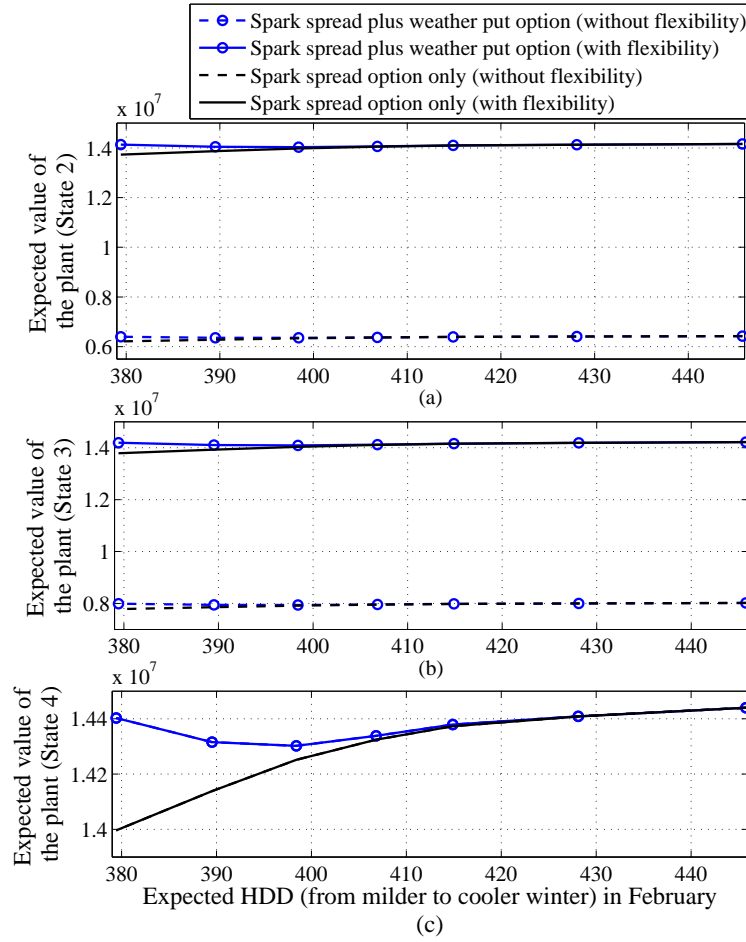 Spark spread plus weather put option (without flexibility)
Spark spread plus weather put option (with flexibility)
Spark spread option only (without flexibility)
Spark spread option only (with flexibility)
x 10^7
1.4
1.2
1
0.8
0.6
Expected value of
the plant (State 2)
380 390 400 410 420 430 440
(a)
x 10^7
1.4
1.2
1
0.8
Expected value of
the plant (State 3)
380 390 400 410 420 430 440
(b)
x 10^7
1.44
1.42
1.4
Expected value of
the plant (State 4)
380 390 400 410 420 430 440
Expected HDD (from milder to cooler winter) in February
(c)